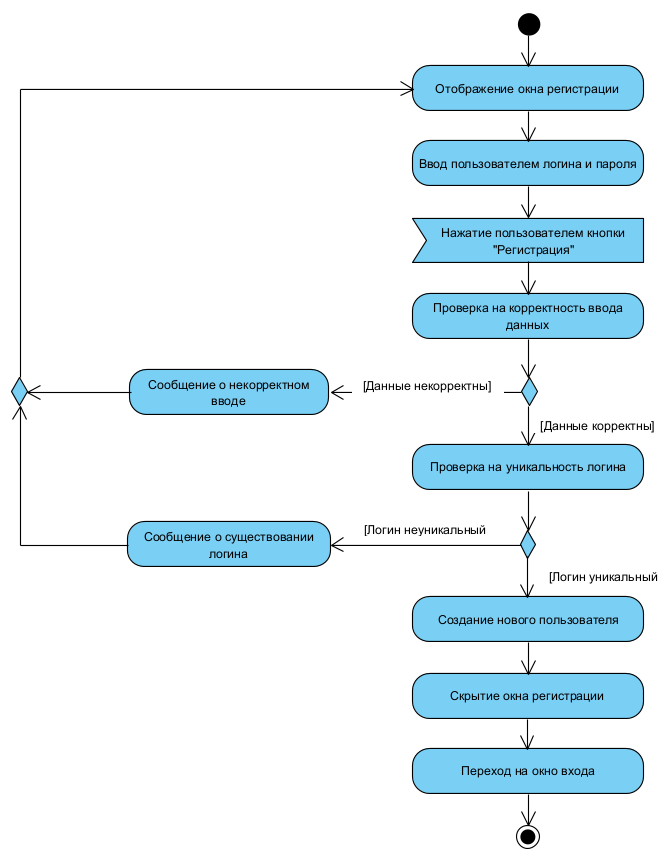 Отображение окна регистрации
Ввод пользователем логина и пароля
Нажатие пользователем кнопки
"Регистрация"
Проверка на корректность ввода
данных
[Данные некорректны]
Сообщение о некорректном
вводе
[Данные корректны]
Проверка на уникальность логина
[Логин неуникальный
Сообщение о существовании
логина
[Логин уникальный
Создание нового пользователя
Скрытие окна регистрации
Переход на окно входа